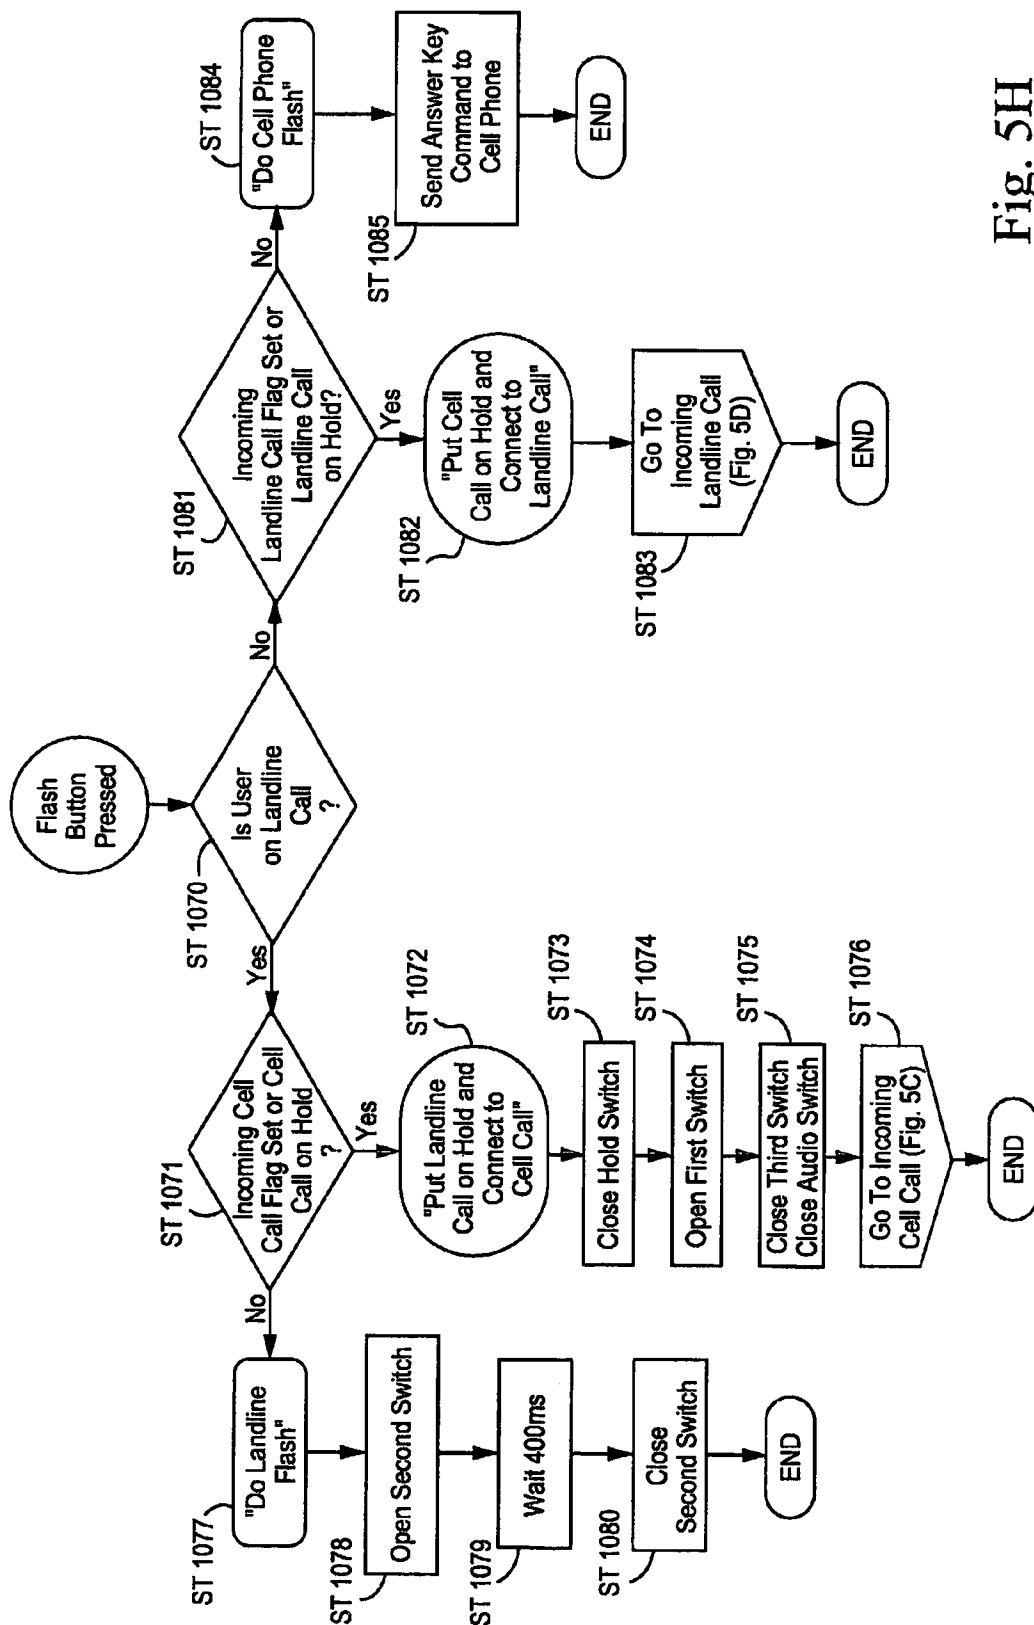 Flash
Button
Pressed
ST 1070
Is User
on Landline
Call
?
Yes
No
ST 1071
Incoming Cell
Call Flag Set or Cell
Call on Hold
?
No
Yes
ST 1077
"Do Landline
Flash"
ST 1078
Open Second Switch
ST 1079
Wait 400ms
ST 1080
Close
Second Switch
END
ST 1072
"Put Landline
Call on Hold and
Connect to
Cell Call"
ST 1073
Close Hold Switch
ST 1074
Open First Switch
ST 1075
Close Third Switch
Close Audio Switch
ST 1076
Go To Incoming
Cell Call (Fig. 5C)
END
ST 1081
Incoming
Landline Call Flag Set or
Landline Call
on Hold?
No
Yes
ST 1082
"Put Cell
Call on Hold and
Connect to
Landline Call"
ST 1083
Go To
Incoming
Landline Call
(Fig. 5D)
END
ST 1084
"Do Cell Phone
Flash"
ST 1085
Send Answer Key
Command to
Cell Phone
END
Fig. 5H